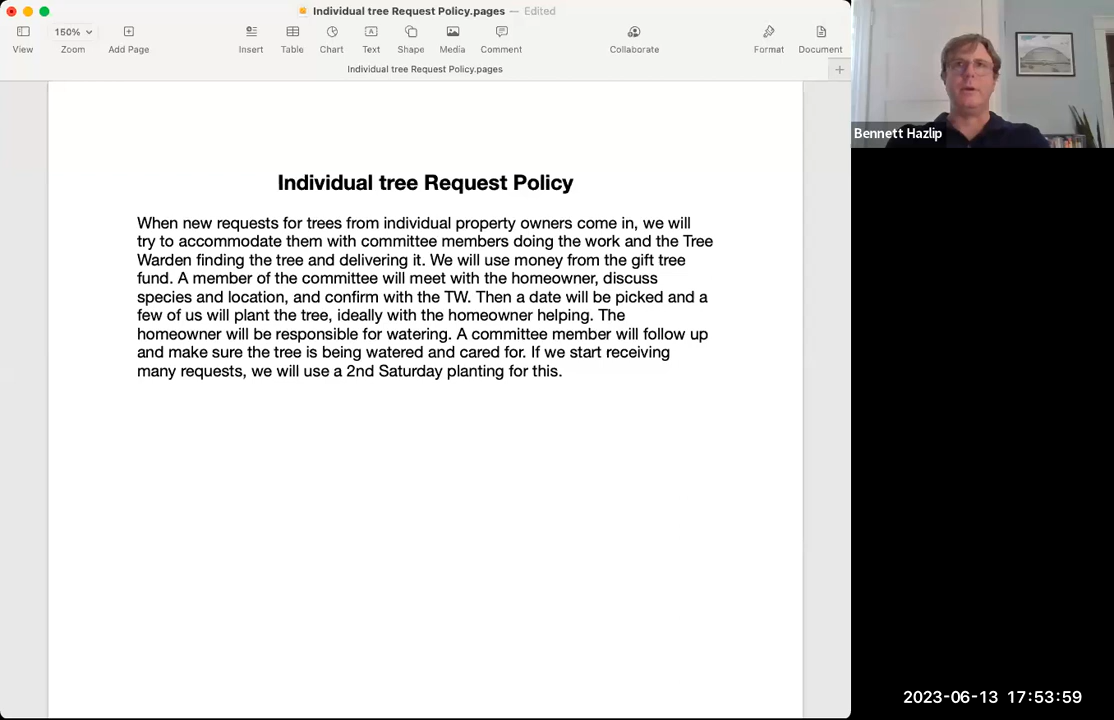 Individual tree Request Policy.pages — Edited
View
150%
Zoom
Add Page
Insert
Table
Chart
Text
Shape
Media
Comment
Collaborate
Format
Document
Individual tree Request Policy.pages
Individual tree Request Policy
When new requests for trees from individual property owners come in, we will
try to accommodate them with committee members doing the work and the Tree
Warden finding the tree and delivering it. We will use money from the gift tree
fund. A member of the committee will meet with the homeowner, discuss
species and location, and confirm with the TW. Then a date will be picked and a
few of us will plant the tree, ideally with the homeowner helping. The
homeowner will be responsible for watering. A committee member will follow up
and make sure the tree is being watered and cared for. If we start receiving
many requests, we will use a 2nd Saturday planting for this.
Bennett Hazlip
2023-06-13 17:53:59